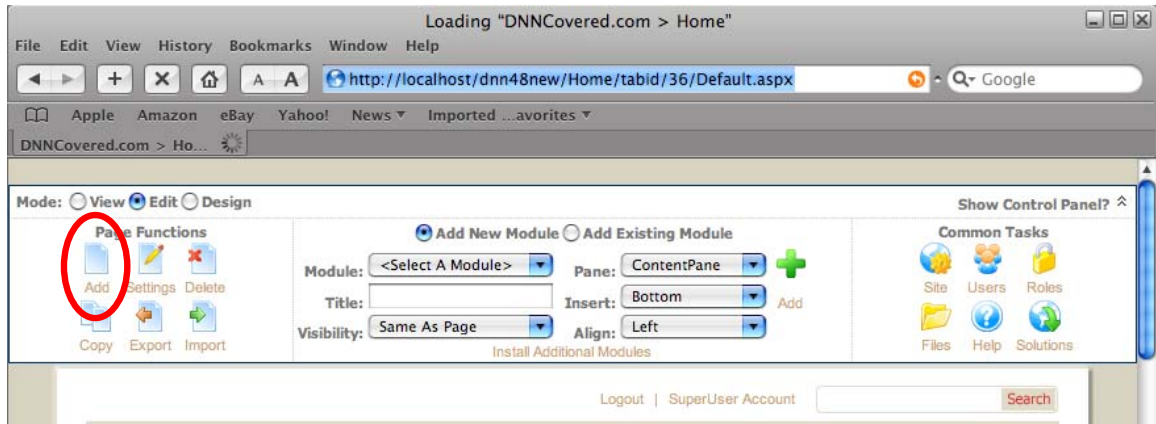 Loading "DNNCovered.com > Home"
File Edit View History Bookmarks Window Help
A A http://localhost/dnn48new/Home/tabid/36/Default.aspx Google
Apple Amazon eBay Yahoo! News Imported ...avorites
DNNCovered.com > Ho...
Mode: View Edit Design Show Control Panel?
Page Functions Add New Module Add Existing Module Common Tasks
Module: <Select A Module> Pane: ContentPane
Add Settings Delete Site Users Roles
Title: Insert: Bottom Add
Visibility: Same As Page Align: Left
Copy Export Import Files Help Solutions
Install Additional Modules
Logout | SuperUser Account Search